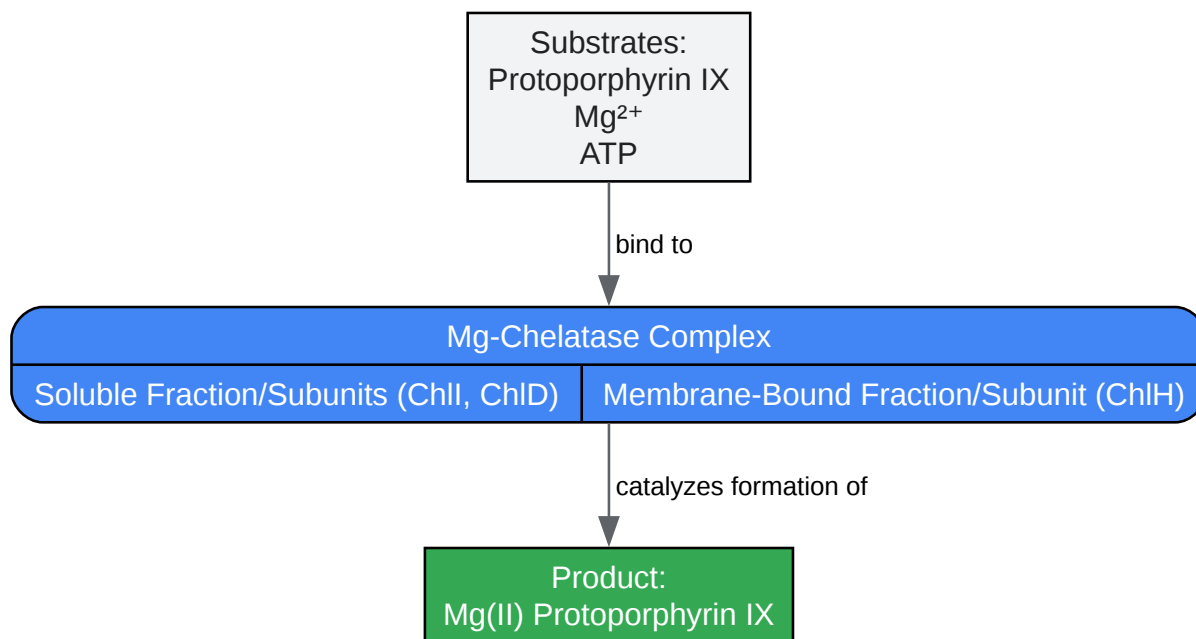 Substrates:
Protoporphyrin IX
Mg²⁺
ATP
bind to
Mg-Chelatase Complex
Soluble Fraction/Subunits (ChlI, ChlD)
Membrane-Bound Fraction/Subunit (ChlH)
catalyzes formation of
Product:
Mg(II) Protoporphyrin IX